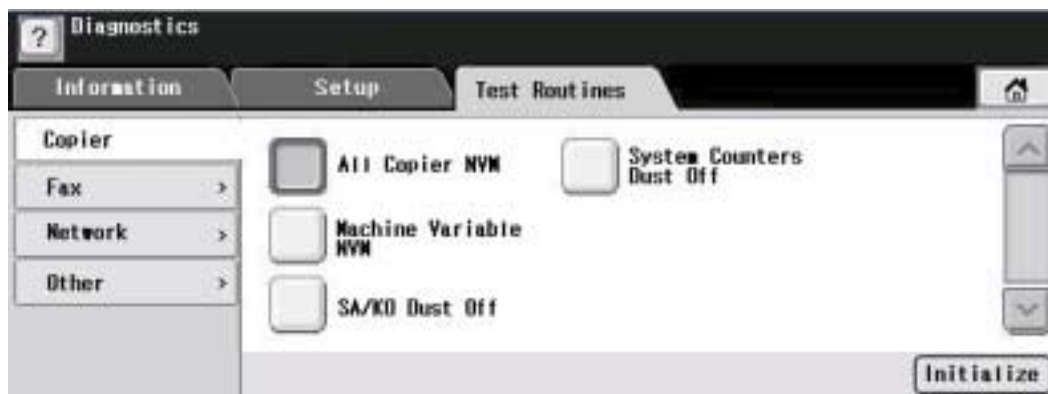 ?
Diagnostics
Information
Setup
Test Routines
Copier
Fax
Network
Other
All Copier NVM
Machine Variable
NVM
SA/KO Dust Off
System Counters
Dust Off
Initialize